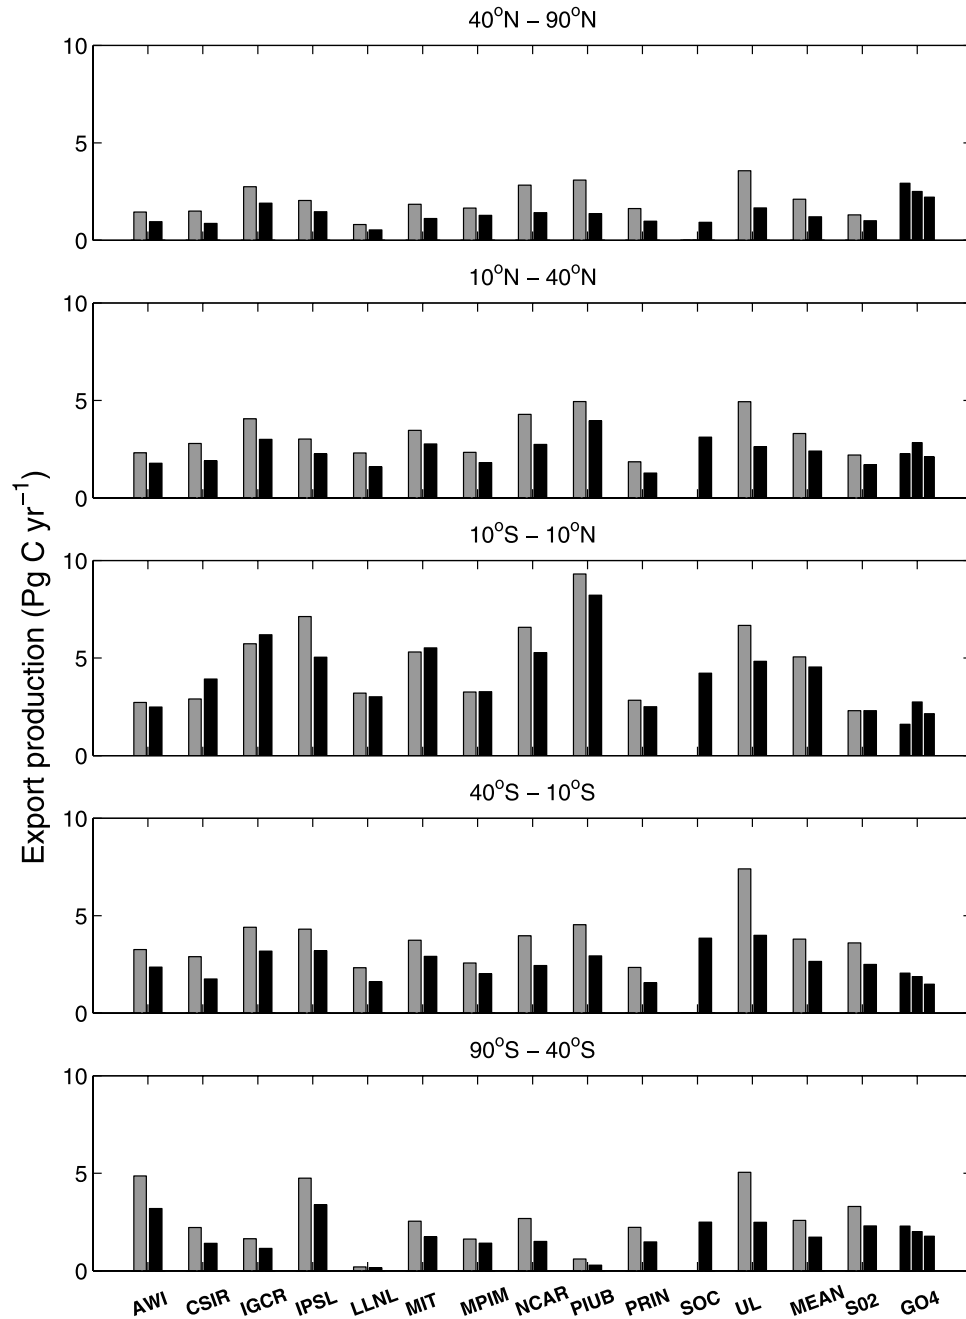 40°N – 90°N
10
5
0
10°N – 40°N
10
5
0
10°S – 10°N
10
5
0
40°S – 10°S
10
5
0
90°S – 40°S
10
5
0
Export production (Pg C yr⁻¹)
AWI CSIR IGCR IPSL LLNL MIT MPIM NCAR PIUB PRIN SOC UL MEAN S02 GO4